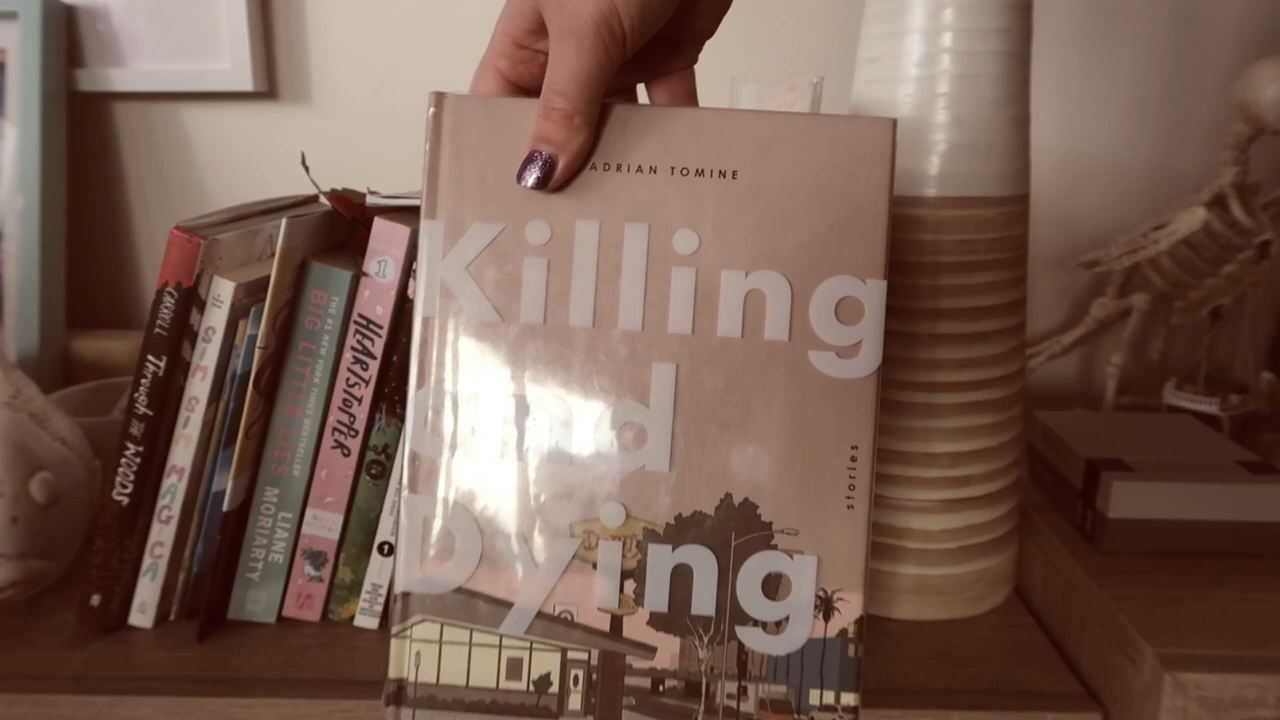 ADRIAN TOMINE
Killing
and
Dying
stories
CARROLL Through the WOODS
THE #1 NEW YORK TIMES BESTSELLER
BIG LITTLE LIES
LIANE
MORIARTY
1
HEARTSTOPPER
1